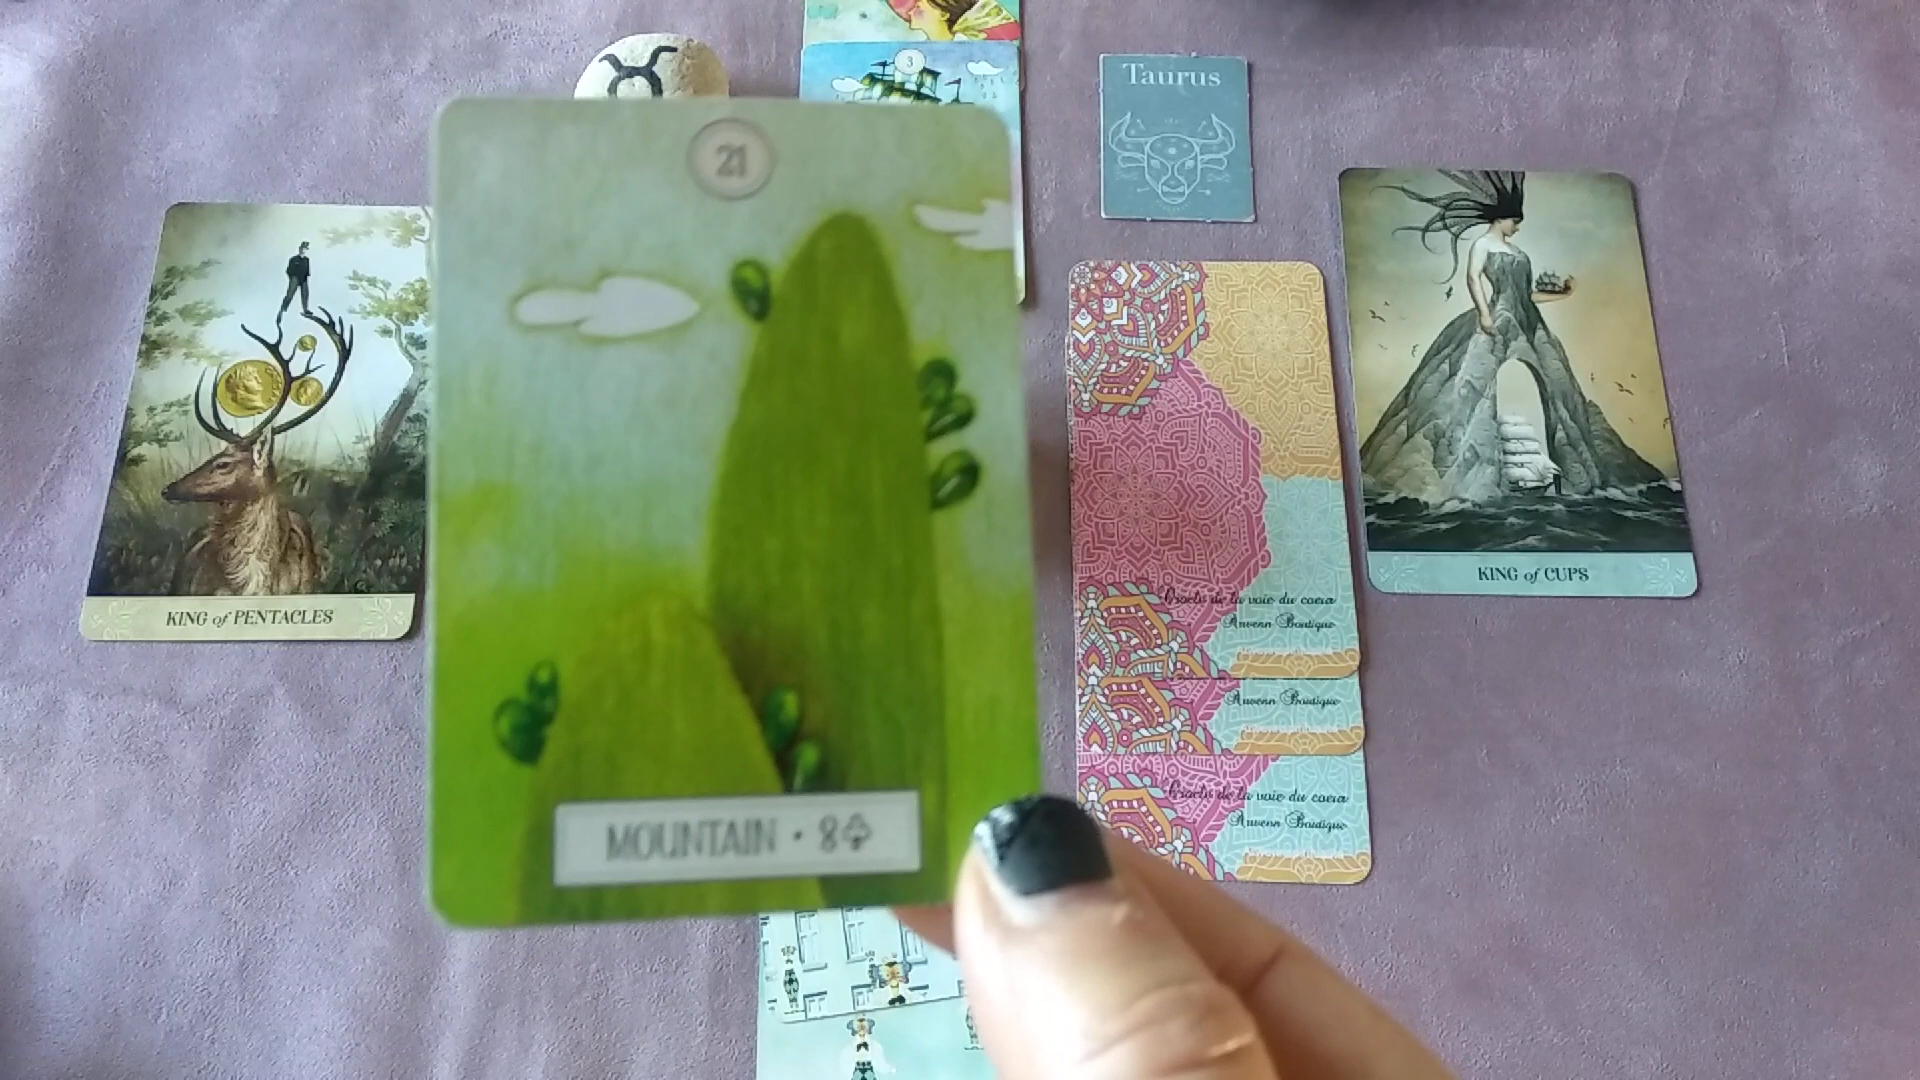 3
Taurus
21
KING of PENTACLES
MOUNTAIN • 8♧
KING of CUPS
Oracle de la voie du coeur
Auvenn Boutique
Auvenn Boutique
Oracle de la voie du coeur
Auvenn Boutique